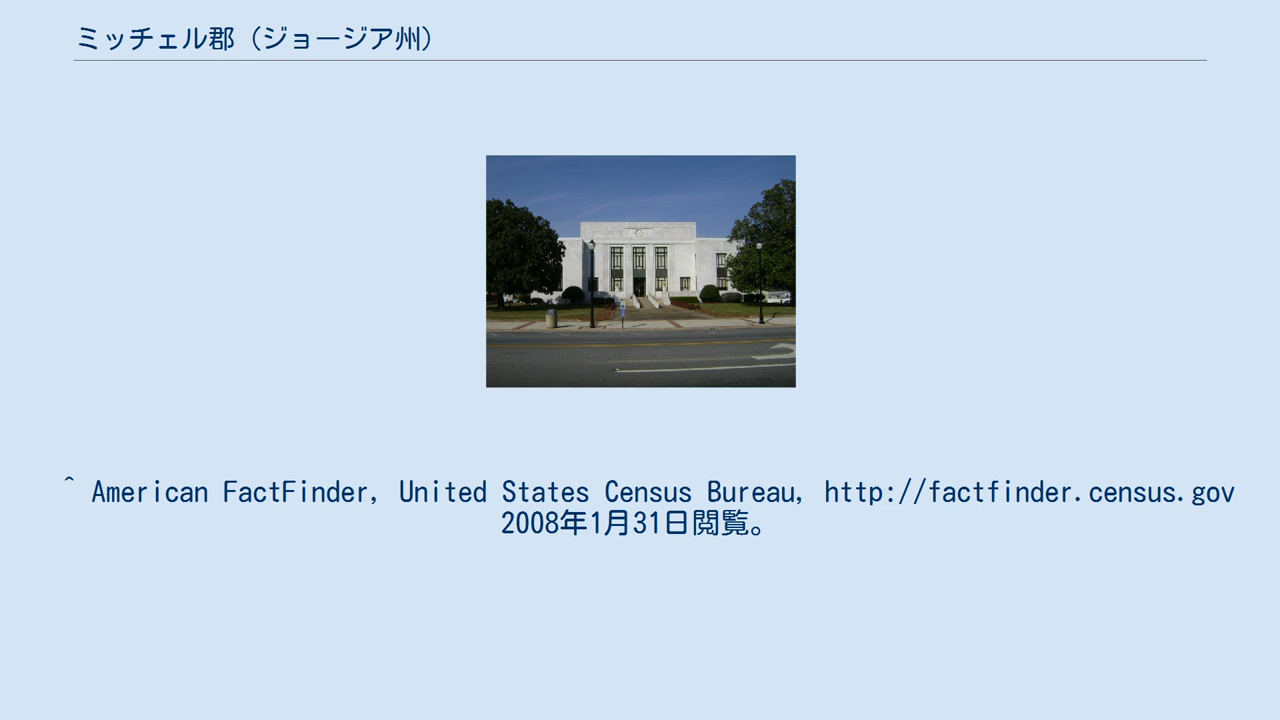 ミッチェル郡（ジョージア州）
^ American FactFinder, United States Census Bureau, http://factfinder.census.gov
2008年1月31日閲覧。